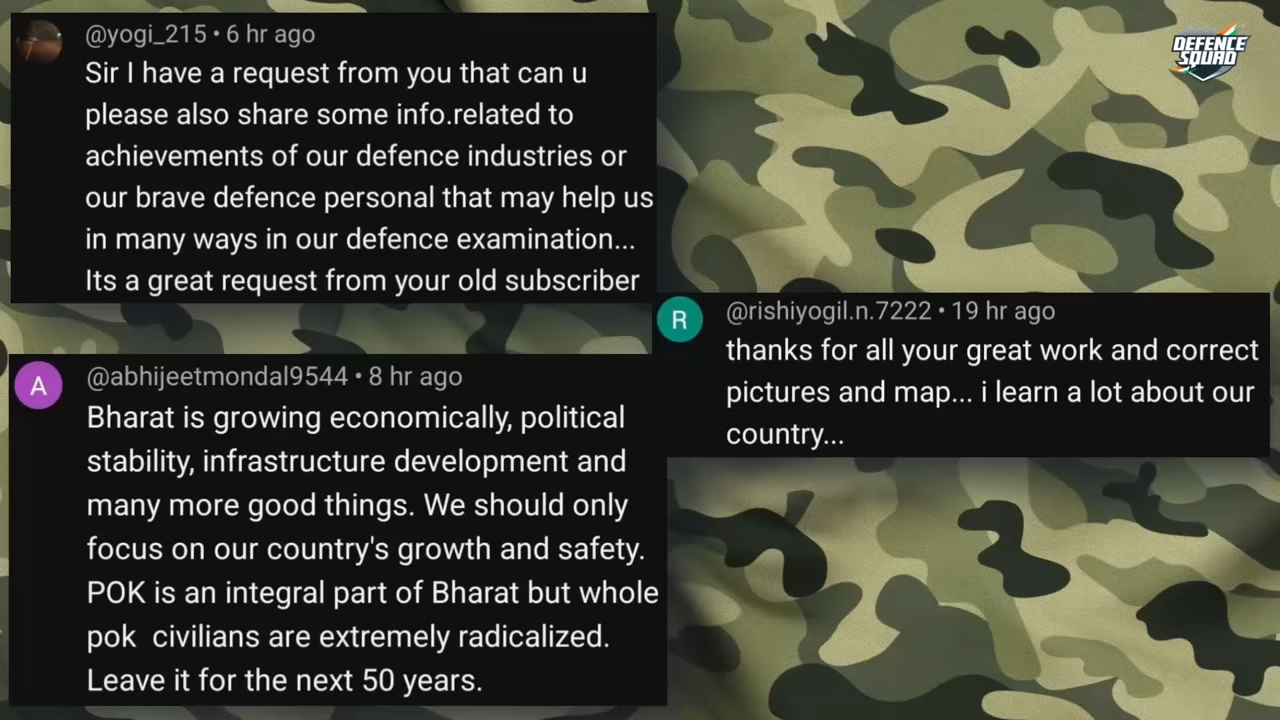 @yogi_215 • 6 hr ago
Sir I have a request from you that can u
please also share some info.related to
achievements of our defence industries or
our brave defence personal that may help us
in many ways in our defence examination...
Its a great request from your old subscriber
DEFENCE
SQUAD
R
@rishiyogil.n.7222 • 19 hr ago
thanks for all your great work and correct
pictures and map... i learn a lot about our
country...
A
@abhijeetmondal9544 • 8 hr ago
Bharat is growing economically, political
stability, infrastructure development and
many more good things. We should only
focus on our country's growth and safety.
POK is an integral part of Bharat but whole
pok  civilians are extremely radicalized.
Leave it for the next 50 years.